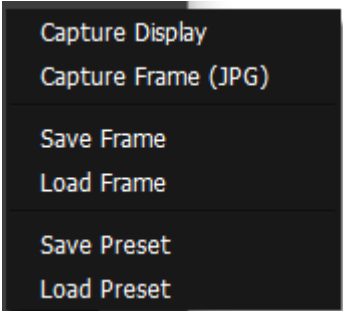 Capture Display
Capture Frame (JPG)
Save Frame
Load Frame
Save Preset
Load Preset